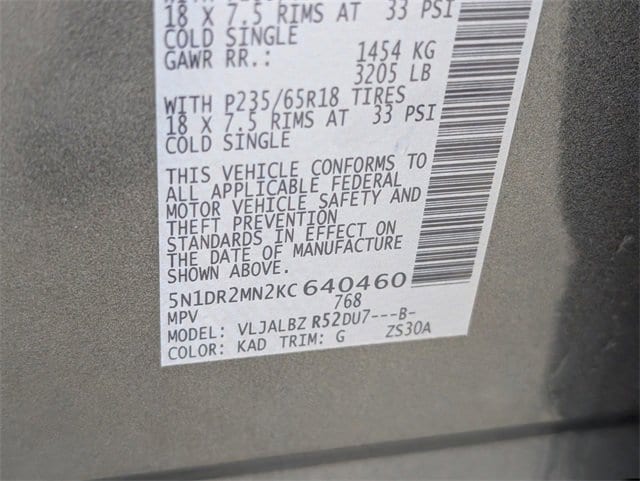 18 X 7.5 RIMS AT 33 PSI
COLD SINGLE
GAWR RR.: 1454 KG
3205 LB
WITH P235/65R18 TIRES
18 X 7.5 RIMS AT 33 PSI
COLD SINGLE
THIS VEHICLE CONFORMS TO
ALL APPLICABLE FEDERAL
MOTOR VEHICLE SAFETY AND
THEFT PREVENTION
STANDARDS IN EFFECT ON
THE DATE OF MANUFACTURE
SHOWN ABOVE.
5N1DR2MN2KC640460
MPV 768
MODEL: VLJALBZ R52DU7---B-
COLOR: KAD TRIM: G ZS30A